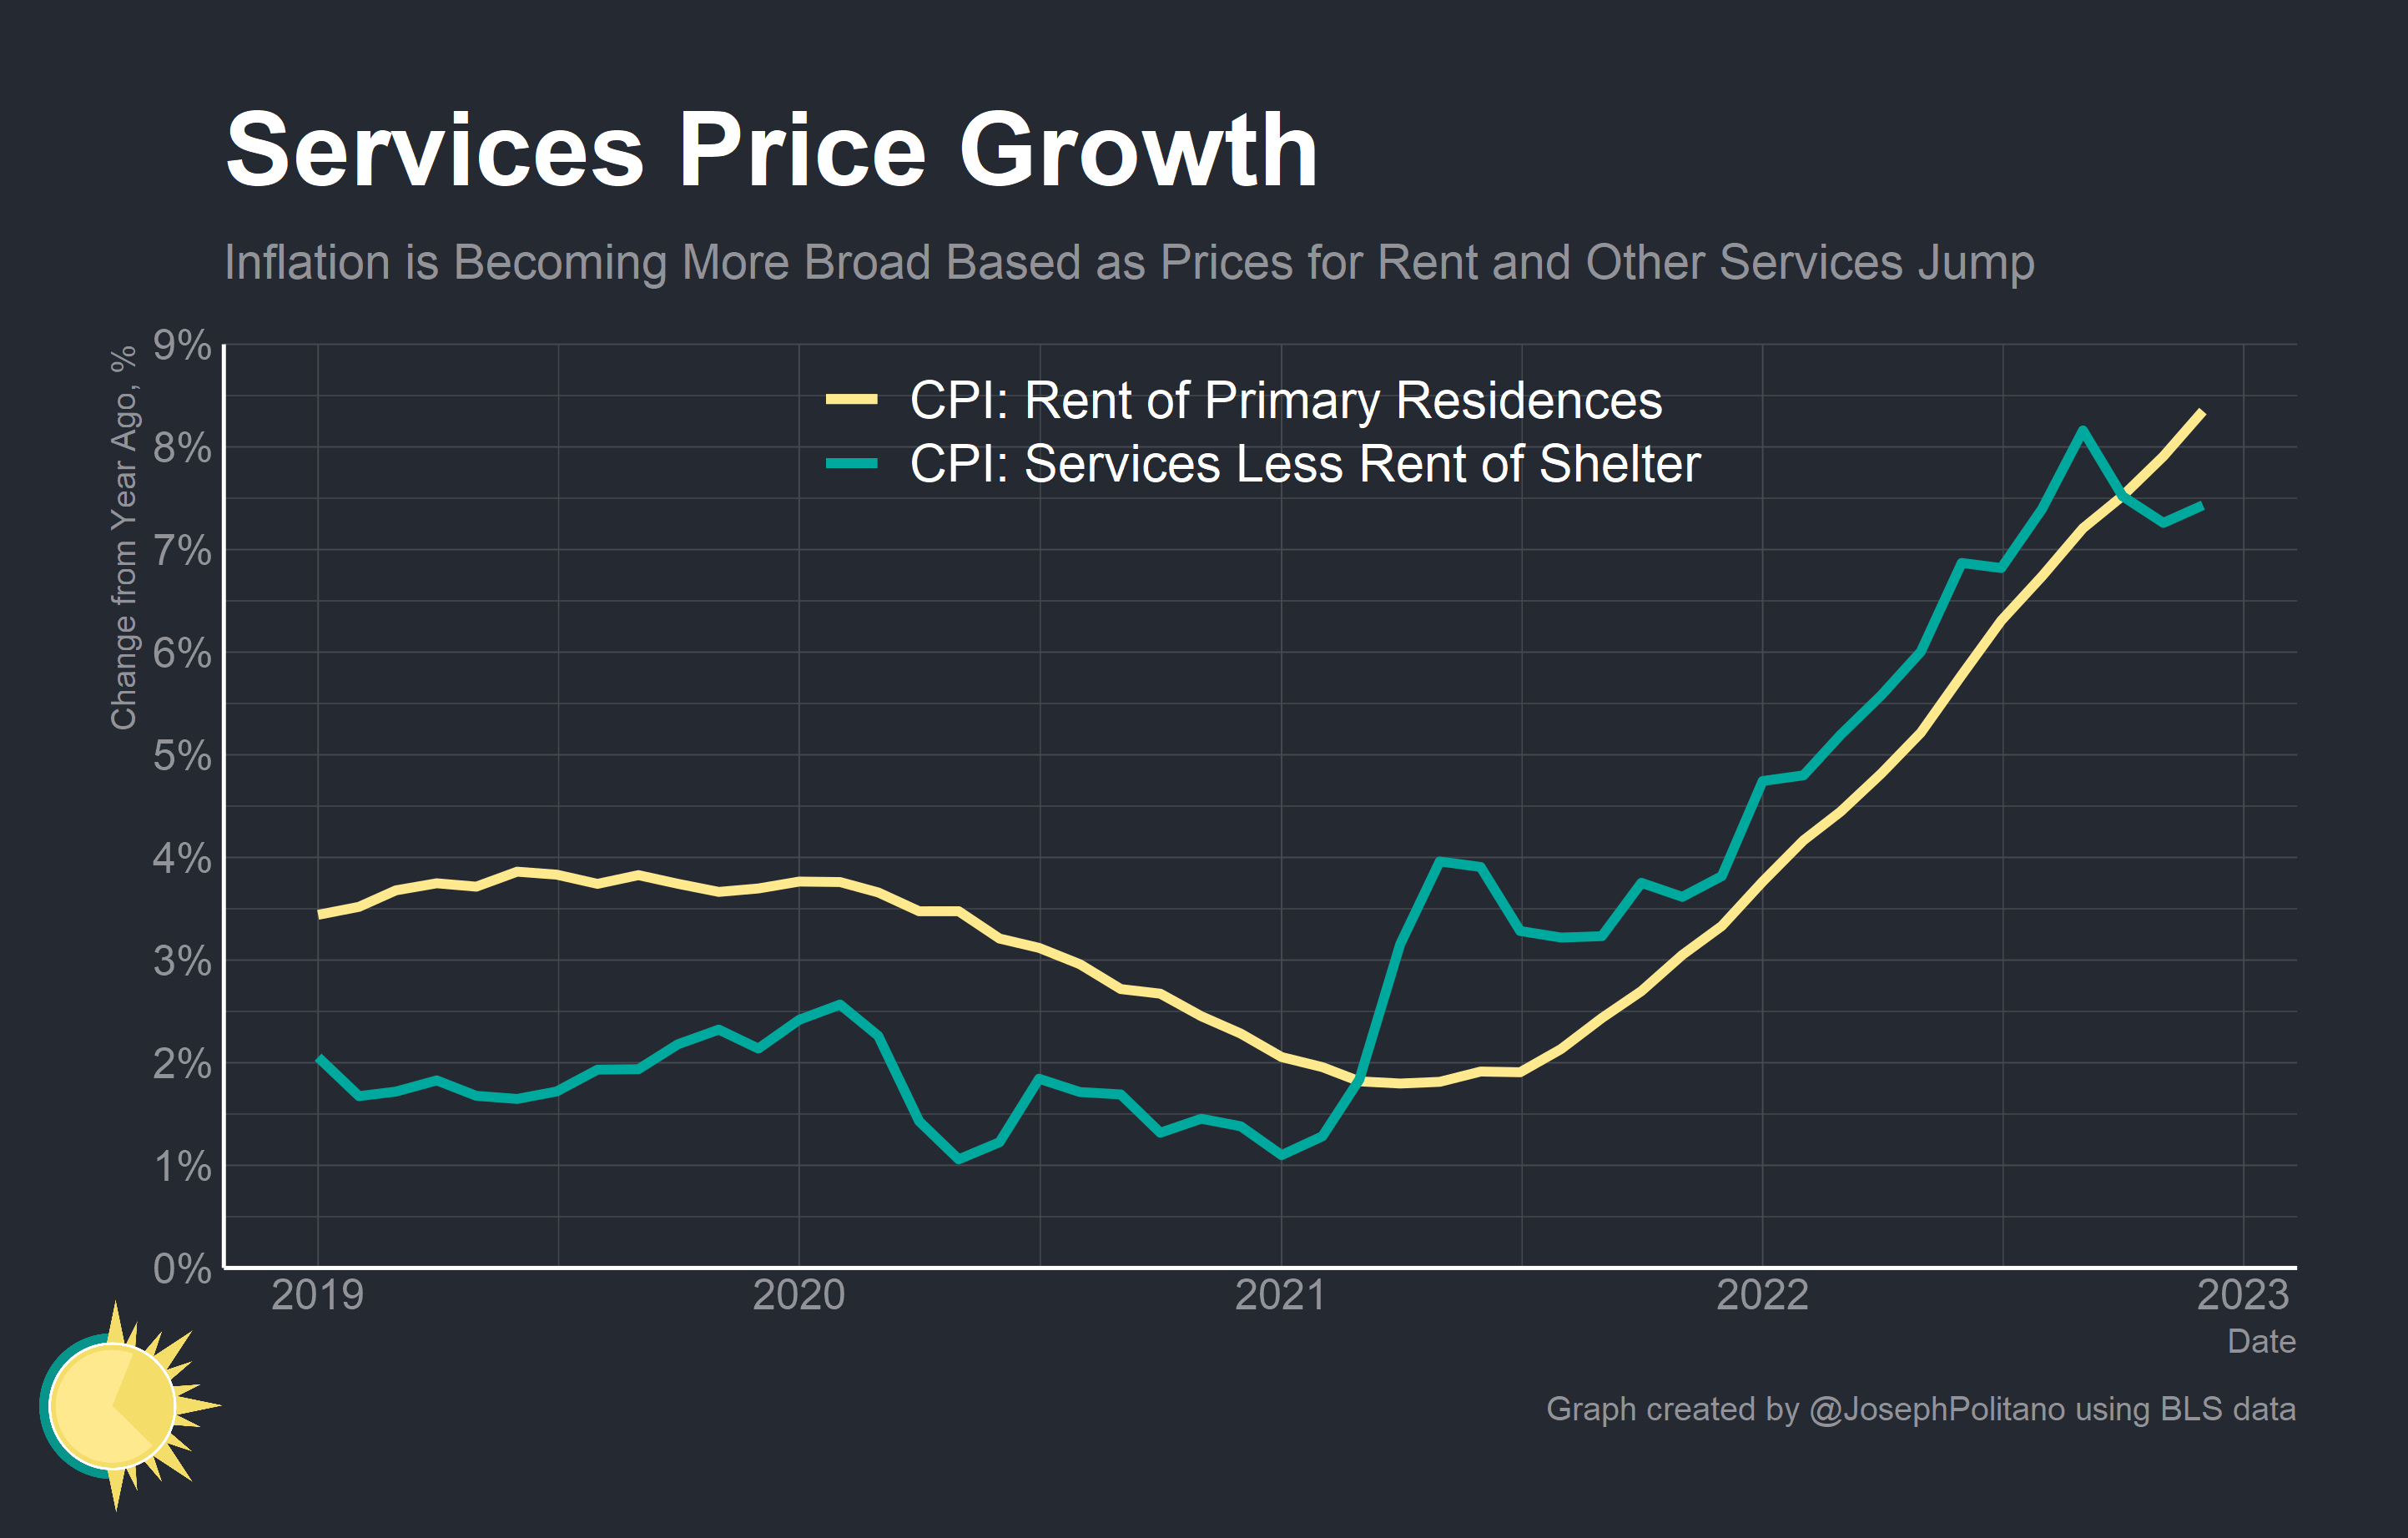 Services Price Growth
Inflation is Becoming More Broad Based as Prices for Rent and Other Services Jump
Change from Year Ago, %
9%
8%
7%
6%
5%
4%
3%
2%
1%
0%
CPI: Rent of Primary Residences
CPI: Services Less Rent of Shelter
2019
2020
2021
2022
2023
Date
Graph created by @JosephPolitano using BLS data